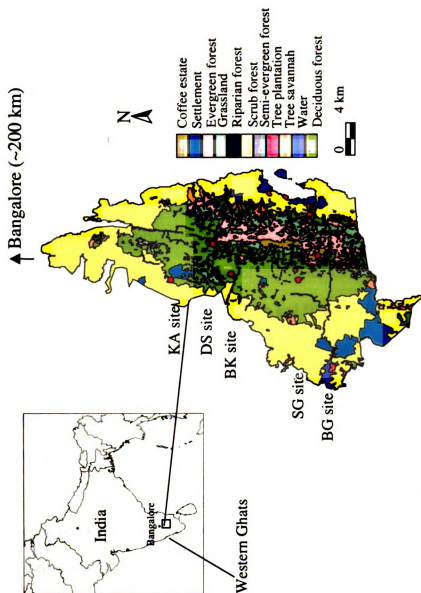 Bangalore (~200 km)
N
Coffee estate
Settlement
Evergreen forest
Grassland
Riparian forest
Scrub forest
Semi-evergreen forest
Tree plantation
Tree savannah
Water
Deciduous forest
0 4 km
KA site
DS site
BK site
SG site
BG site
India
Bangalore
Western Ghats